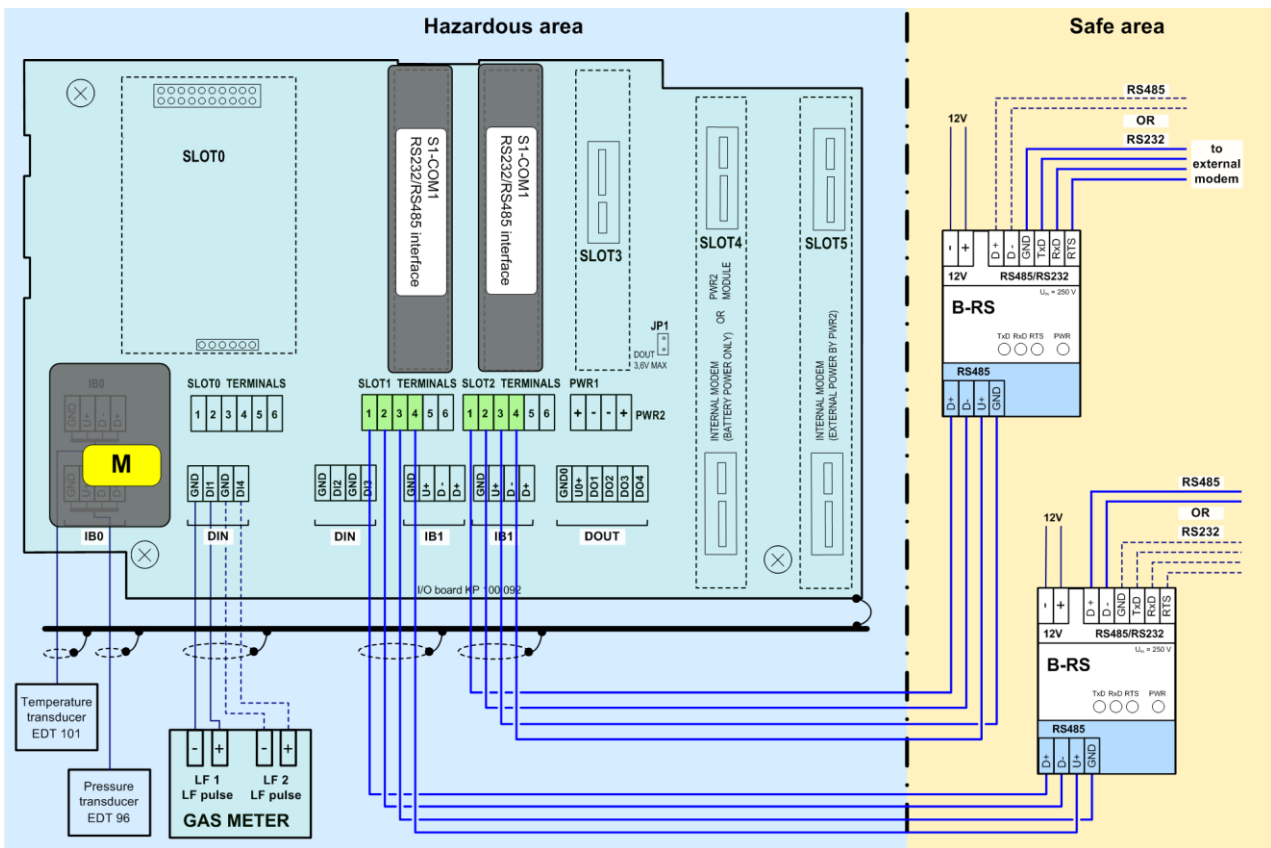 Hazardous area
Safe area
RS485
OR
RS232
to
external
modem
12V
- + D+ D- GND TxD RxD RTS
12V RS485/RS232
Um = 250 V
B-RS
TxD RxD RTS PWR
RS485
D+ D- U+ GND
SLOT0
S1-COM1
RS232/RS485 interface
S1-COM1
RS232/RS485 interface
SLOT3
SLOT4
SLOT5
JP1
DOUT
3,6V MAX
INTERNAL MODEM
(BATTERY POWER ONLY)
OR
PWR2
MODULE
INTERNAL MODEM
(EXTERNAL POWER BY PWR2)
IB0
GND U+ D- D+
M
GND U+ D- D+
IB0
SLOT0 TERMINALS
1 2 3 4 5 6
SLOT1 TERMINALS
1 2 3 4 5 6
SLOT2 TERMINALS
1 2 3 4 5 6
PWR1
+ - - +
PWR2
GND DI1 GND DI4
DIN
GND DI2 GND DI3
DIN
GND U+ D- D+
IB1
GND U+ D- D+
IB1
GND0 U0+ DO1 DO2 DO3 DO4
DOUT
I/O board KP 100 092
Temperature
transducer
EDT 101
Pressure
transducer
EDT 96
- + - +
LF 1
LF pulse
LF 2
LF pulse
GAS METER
RS485
OR
RS232
12V
- + D+ D- GND TxD RxD RTS
12V RS485/RS232
Um = 250 V
B-RS
TxD RxD RTS PWR
RS485
D+ D- U+ GND